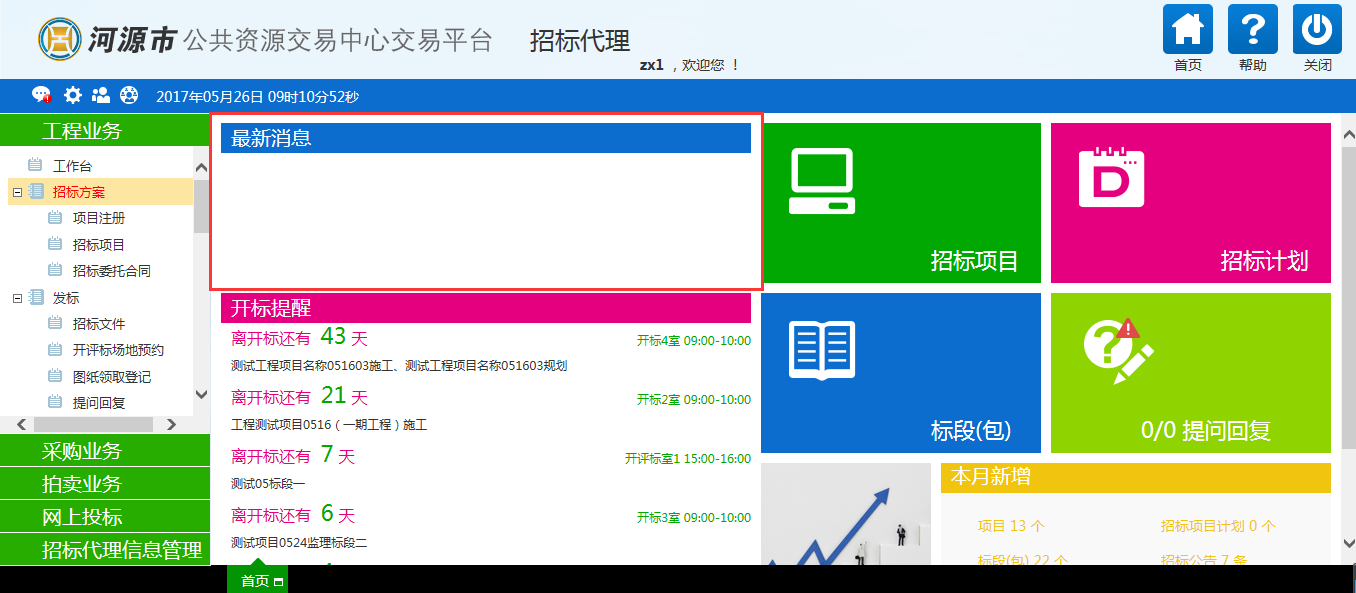 河源市公共资源交易中心交易平台 招标代理
zx1 ，欢迎您 ！
首页 帮助 关闭
2017年05月26日 09时10分52秒
工程业务
工作台
招标方案
项目注册
招标项目
招标委托合同
发标
招标文件
开评标场地预约
图纸领取登记
提问回复
采购业务
拍卖业务
网上投标
招标代理信息管理
最新消息
开标提醒
离开标还有 43 天 开标4室 09:00-10:00
测试工程项目名称051603施工、测试工程项目名称051603规划
离开标还有 21 天 开标2室 09:00-10:00
工程测试项目0516（一期工程）施工
离开标还有 7 天 开评标室1 15:00-16:00
测试05标段一
离开标还有 6 天 开标3室 09:00-10:00
测试项目0524监理标段二
招标项目
D
招标计划
标段(包)
0/0 提问回复
本月新增
项目 13 个 招标项目计划 0 个
标段(包) 22 个 招标公告 7 条
首页